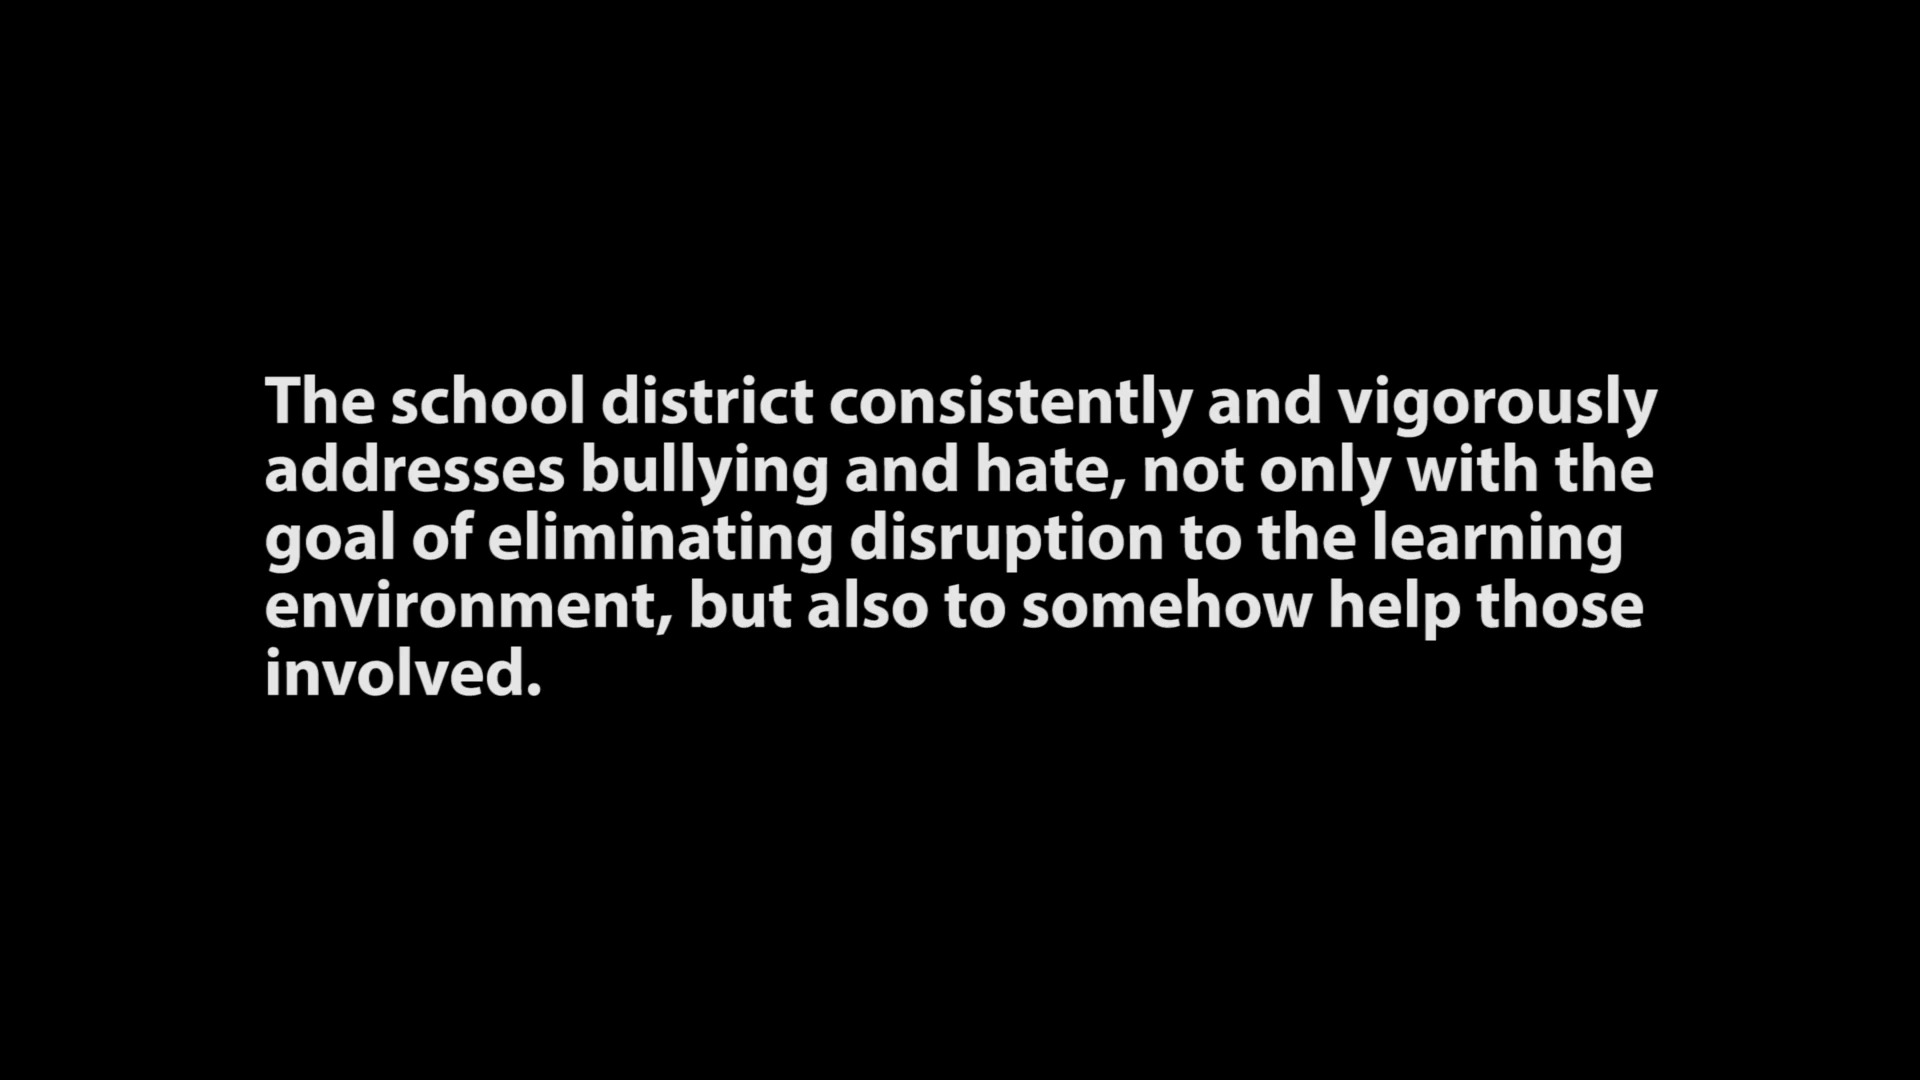 The school district consistently and vigorously
addresses bullying and hate, not only with the
goal of eliminating disruption to the learning
environment, but also to somehow help those
involved.